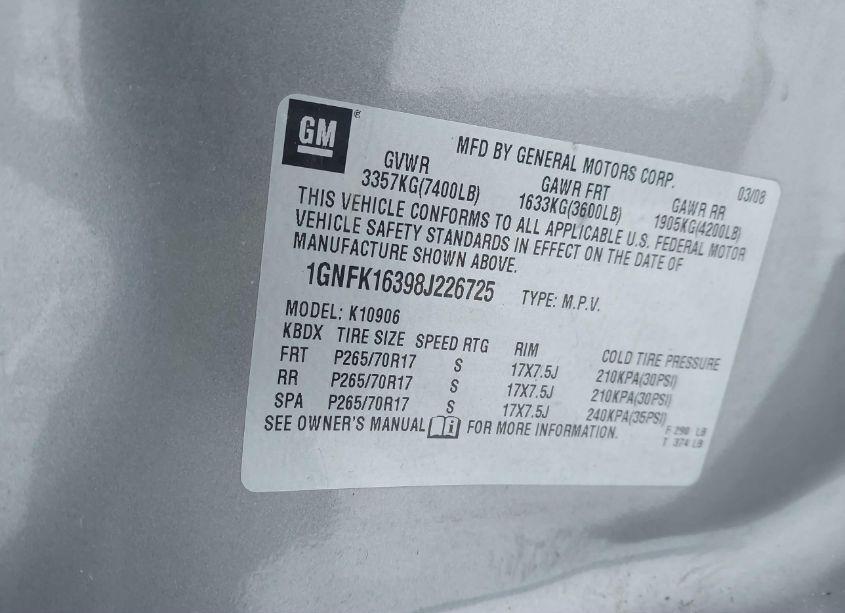 GM ®
MFD BY GENERAL MOTORS CORP. 03/08
GVWR GAWR FRT GAWR RR
3357KG(7400LB) 1633KG(3600LB) 1905KG(4200LB)
THIS VEHICLE CONFORMS TO ALL APPLICABLE U.S. FEDERAL MOTOR
VEHICLE SAFETY STANDARDS IN EFFECT ON THE DATE OF
MANUFACTURE SHOWN ABOVE.
1GNFK16398J226725 TYPE: M.P.V.
MODEL: K10906
KBDX TIRE SIZE SPEED RTG RIM COLD TIRE PRESSURE
FRT P265/70R17 S 17X7.5J 210KPA(30PSI)
RR P265/70R17 S 17X7.5J 210KPA(30PSI)
SPA P265/70R17 S 17X7.5J 240KPA(35PSI)
SEE OWNER'S MANUAL i FOR MORE INFORMATION.
F 290 LB
T 374 LB